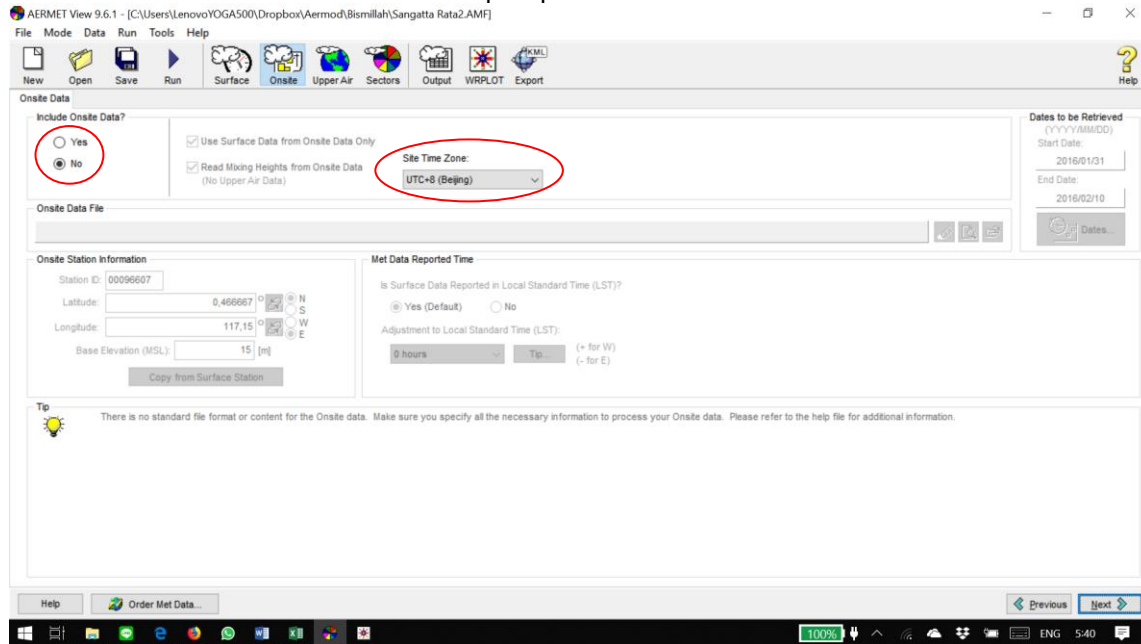 AERMET View 9.6.1 - [C:\Users\LenovoYOGA500\Dropbox\Aermod\Bismillah\Sangatta Rata2.AMF]
File Mode Data Run Tools Help
New Open Save Run Surface Onsite Upper Air Sectors Output WRPLOT Export Help
KML
Onsite Data
Include Onsite Data?
Yes
No
Use Surface Data from Onsite Data Only
Read Mixing Heights from Onsite Data
(No Upper Air Data)
Site Time Zone:
UTC+8 (Beijing)
Dates to be Retrieved
(YYYY/MM/DD)
Start Date:
2016/01/31
End Date:
2016/02/10
Dates...
Onsite Data File
Onsite Station Information
Station ID: 00096607
Latitude: 0,466667 ° N S
Longitude: 117,15 ° W E
Base Elevation (MSL): 15 [m]
Copy from Surface Station
Met Data Reported Time
Is Surface Data Reported in Local Standard Time (LST)?
Yes (Default) No
Adjustment to Local Standard Time (LST):
0 hours Tip... (+ for W)
(- for E)
Tip
There is no standard file format or content for the Onsite data. Make sure you specify all the necessary information to process your Onsite data. Please refer to the help file for additional information.
Help Order Met Data... Previous Next
100% ENG 5:40